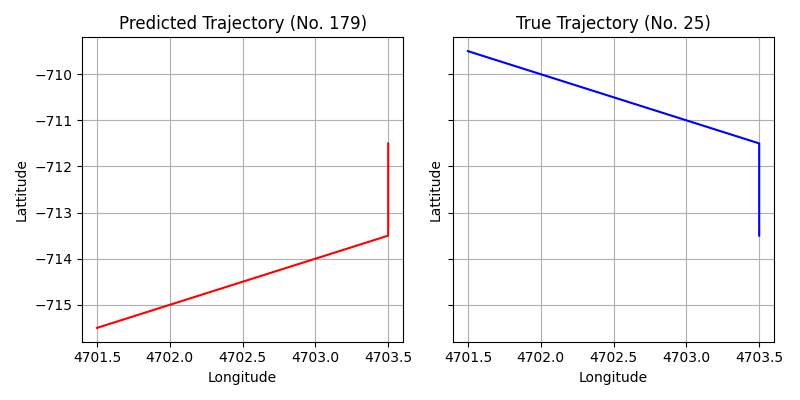 Predicted Trajectory (No. 179)
True Trajectory (No. 25)
Lattitude
−710
−711
−712
−713
−714
−715
4701.5 4702.0 4702.5 4703.0 4703.5
Longitude
Lattitude
4701.5 4702.0 4702.5 4703.0 4703.5
Longitude